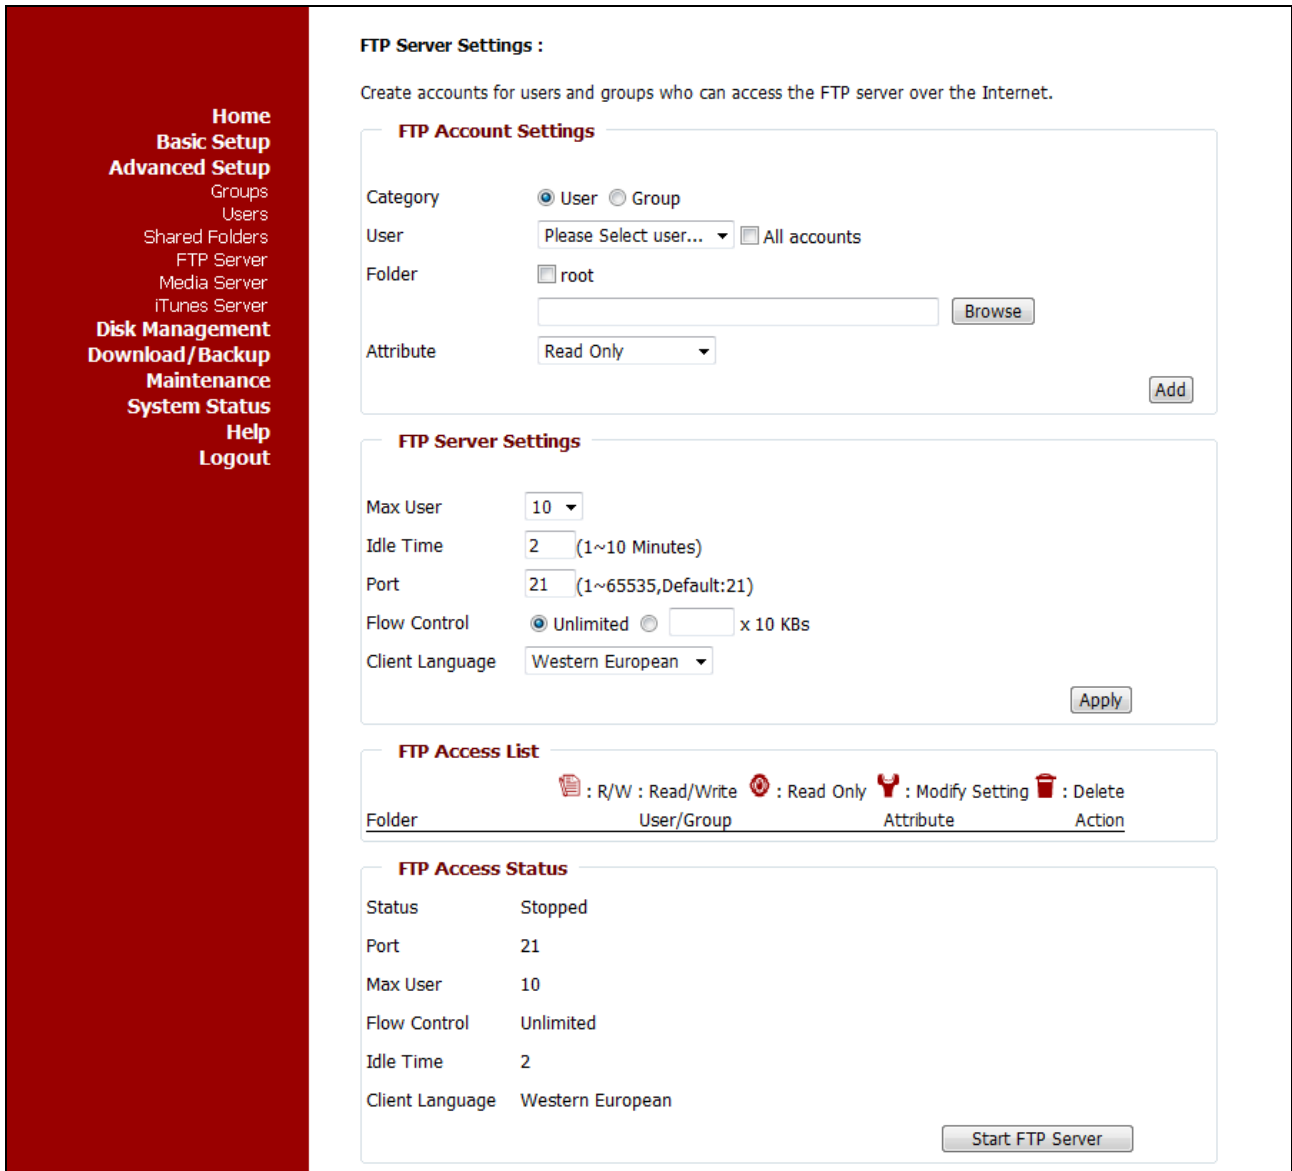 Home
Basic Setup
Advanced Setup
Groups
Users
Shared Folders
FTP Server
Media Server
iTunes Server
Disk Management
Download/Backup
Maintenance
System Status
Help
Logout
FTP Server Settings :
Create accounts for users and groups who can access the FTP server over the Internet.
FTP Account Settings
Category User Group
User Please Select user... All accounts
Folder root
Browse
Attribute Read Only
Add
FTP Server Settings
Max User 10
Idle Time 2 (1~10 Minutes)
Port 21 (1~65535,Default:21)
Flow Control Unlimited x 10 KBs
Client Language Western European
Apply
FTP Access List
: R/W : Read/Write : Read Only : Modify Setting : Delete
Folder User/Group Attribute Action
FTP Access Status
Status Stopped
Port 21
Max User 10
Flow Control Unlimited
Idle Time 2
Client Language Western European
Start FTP Server